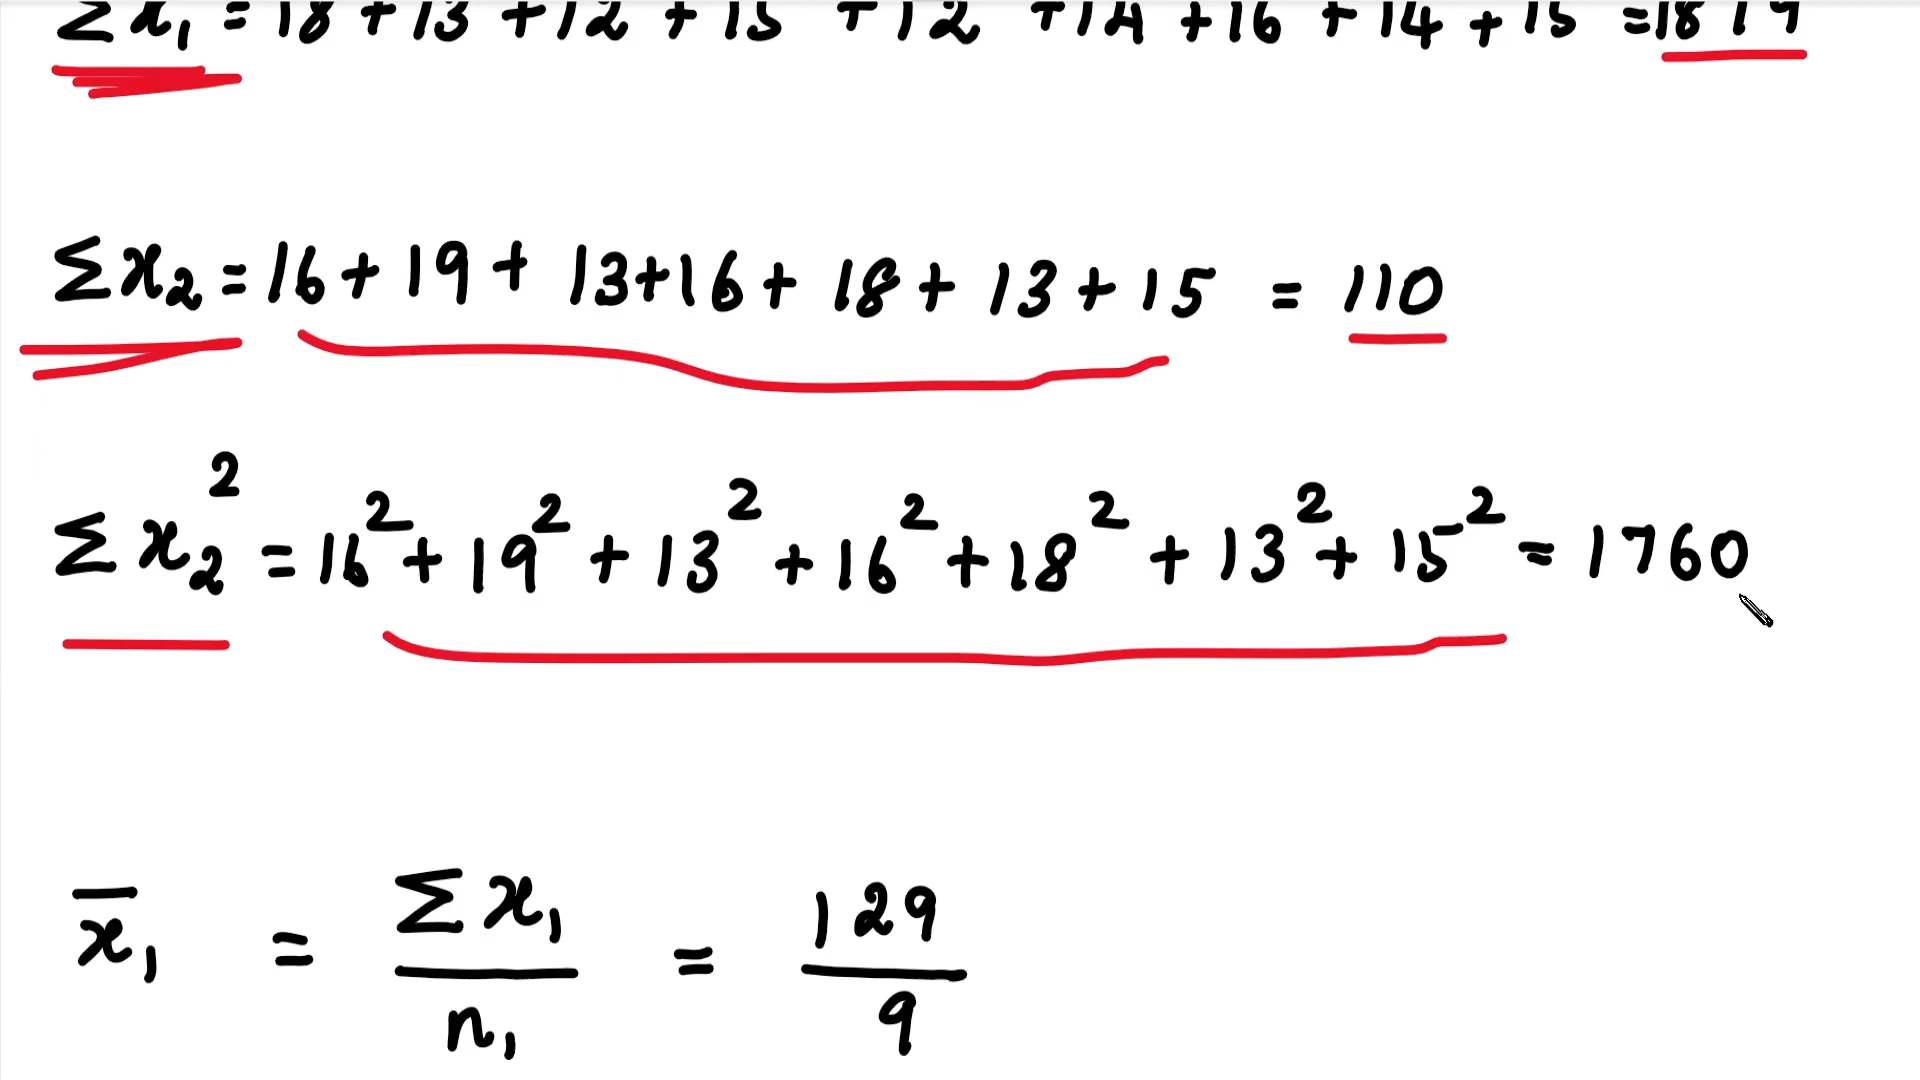 Σx₁ = 18 + 13 + 12 + 15 + 12 + 14 + 16 + 14 + 15 = 1879
Σx₂ = 16 + 19 + 13 + 16 + 18 + 13 + 15 = 110
Σx₂² = 16² + 19² + 13² + 16² + 18² + 13² + 15² = 1760
x̄₁ = Σx₁ / n₁ = 129 / 9